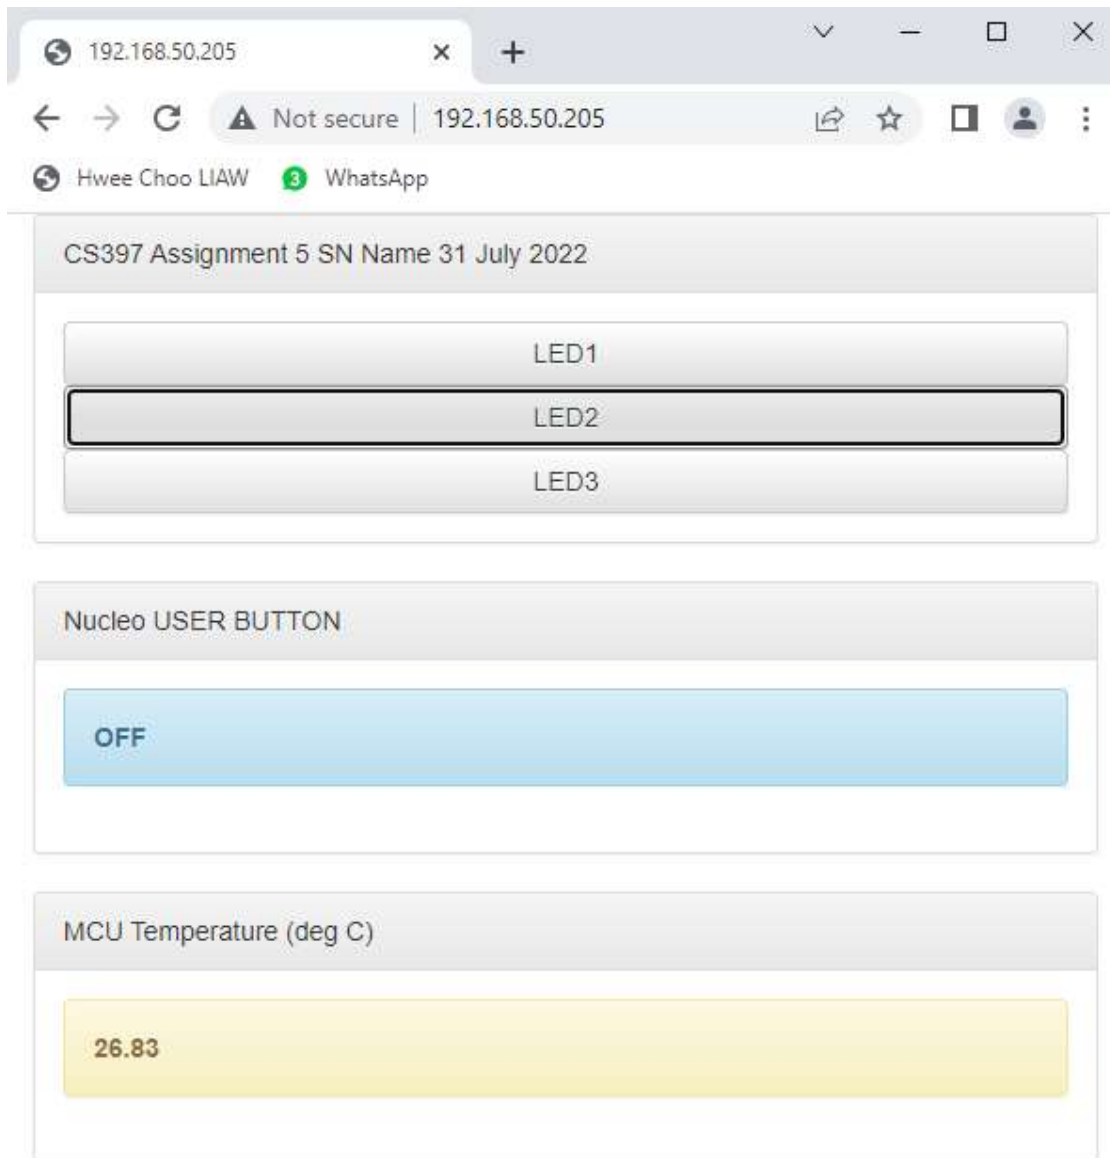 192.168.50.205
Not secure 192.168.50.205
Hwee Choo LIAW 3 WhatsApp
CS397 Assignment 5 SN Name 31 July 2022
LED1
LED2
LED3
Nucleo USER BUTTON
OFF
MCU Temperature (deg C)
26.83